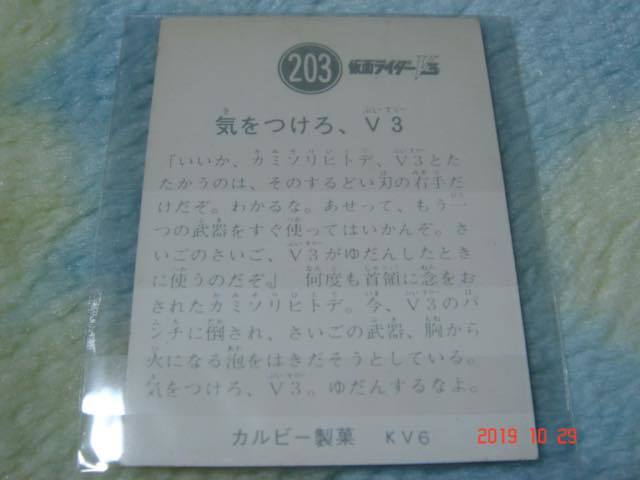 203 仮面ライダーV3
気をつけろ、V3
「いいか、カミソリヒトデ、V3とた
たかうのは、そのするどい刃の右手だ
けだぞ。わかるな。あせって、もう一
つの武器をすぐ使ってはいかんぞ。さ
いごのさいご、V3がゆだんしたとき
に使うのだぞ。」 何度も首領に念をお
されたカミソリヒトデ。今、V3のパ
ンチに倒され、さいごの武器、胸から
火になる泡をはきだそうとしている。
気をつけろ、V3。ゆだんするなよ。
カルビー製菓 KV6
2019 10 29